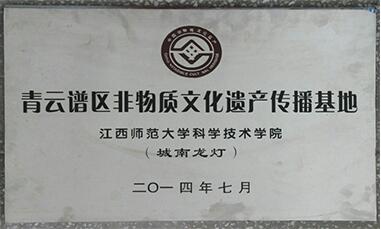 青云谱区非物质文化遗产传播基地
江西师范大学科学技术学院
（城南龙灯）
二〇一四年七月